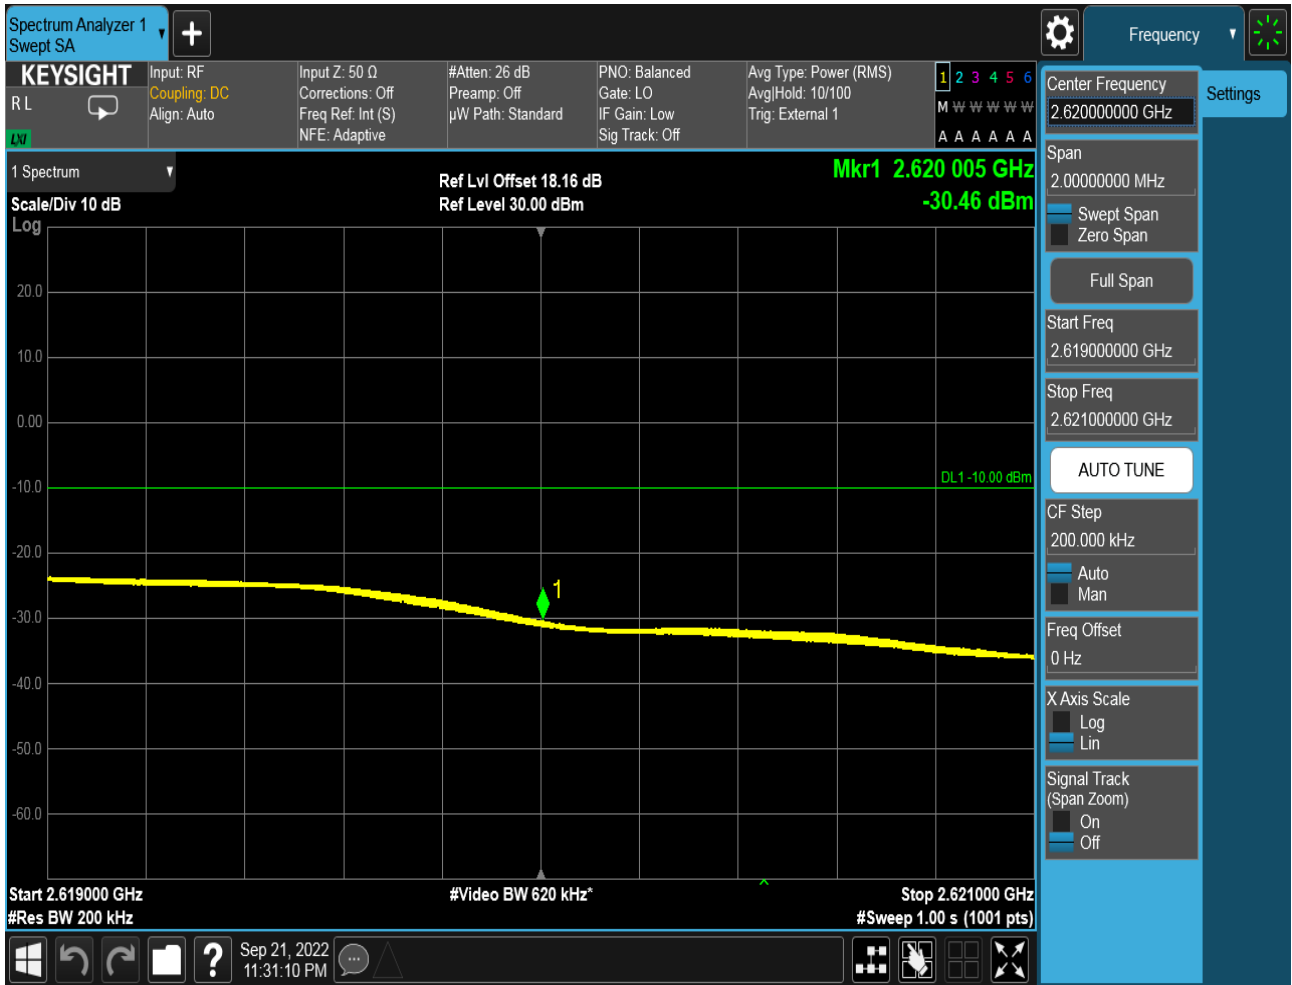 Spectrum Analyzer 1
Swept SA
Frequency
KEYSIGHT
R L
LXI
Input: RF
Coupling: DC
Align: Auto
Input Z: 50 Ω
Corrections: Off
Freq Ref: Int (S)
NFE: Adaptive
#Atten: 26 dB
Preamp: Off
µW Path: Standard
PNO: Balanced
Gate: LO
IF Gain: Low
Sig Track: Off
Avg Type: Power (RMS)
Avg|Hold: 10/100
Trig: External 1
1 2 3 4 5 6
M W W W W W
A A A A A A
1 Spectrum
Scale/Div 10 dB
Log
Ref Lvl Offset 18.16 dB
Ref Level 30.00 dBm
Mkr1 2.620 005 GHz
-30.46 dBm
20.0
10.0
0.00
-10.0
-20.0
-30.0
-40.0
-50.0
-60.0
DL1 -10.00 dBm
1
Start 2.619000 GHz
#Res BW 200 kHz
#Video BW 620 kHz*
Stop 2.621000 GHz
#Sweep 1.00 s (1001 pts)
Sep 21, 2022
11:31:10 PM
Center Frequency
2.620000000 GHz
Settings
Span
2.00000000 MHz
Swept Span
Zero Span
Full Span
Start Freq
2.619000000 GHz
Stop Freq
2.621000000 GHz
AUTO TUNE
CF Step
200.000 kHz
Auto
Man
Freq Offset
0 Hz
X Axis Scale
Log
Lin
Signal Track
(Span Zoom)
On
Off